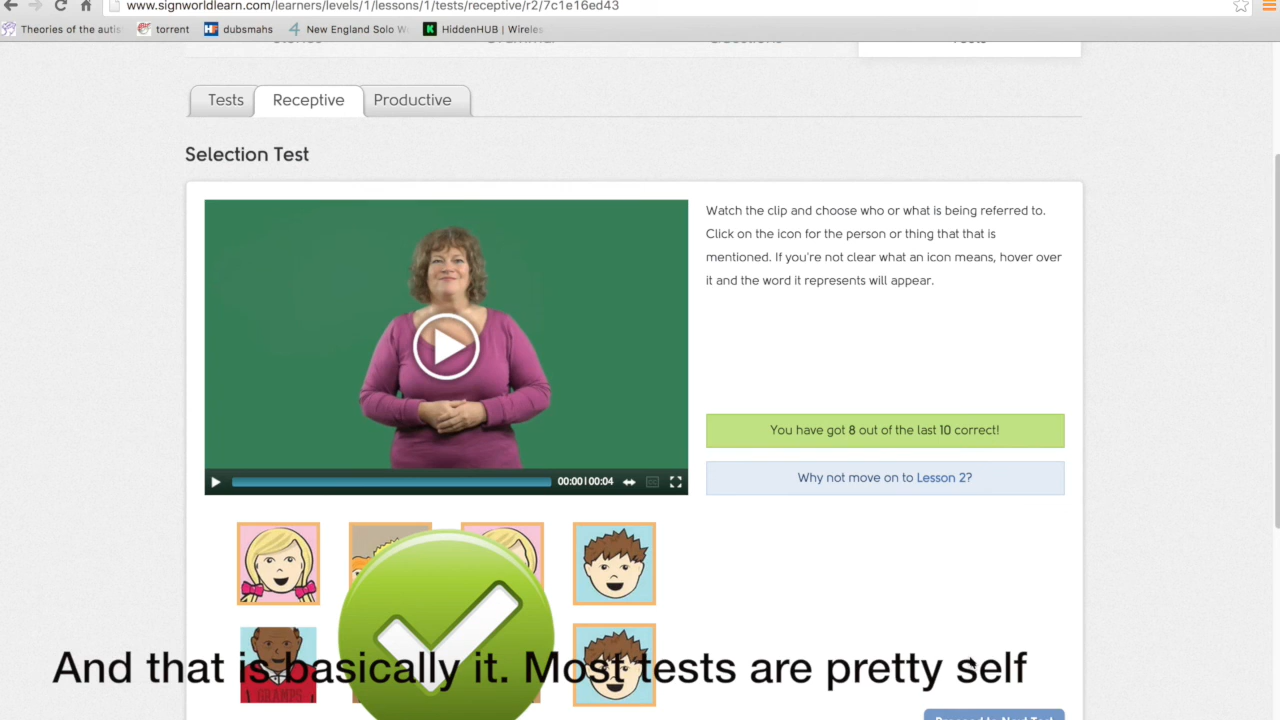 www.signworldlearn.com/learners/levels/1/lessons/1/tests/receptive/r2/7c1e16ed43
Theories of the autis torrent dubsmahs New England Solo W HiddenHUB | Wireles
Tests Receptive Productive
Selection Test
Watch the clip and choose who or what is being referred to.
Click on the icon for the person or thing that that is
mentioned. If you're not clear what an icon means, hover over
it and the word it represents will appear.
You have got 8 out of the last 10 correct!
00:00|00:04
Why not move on to Lesson 2?
GRAMPS
And that is basically it. Most tests are pretty self
Proceed to Next Test